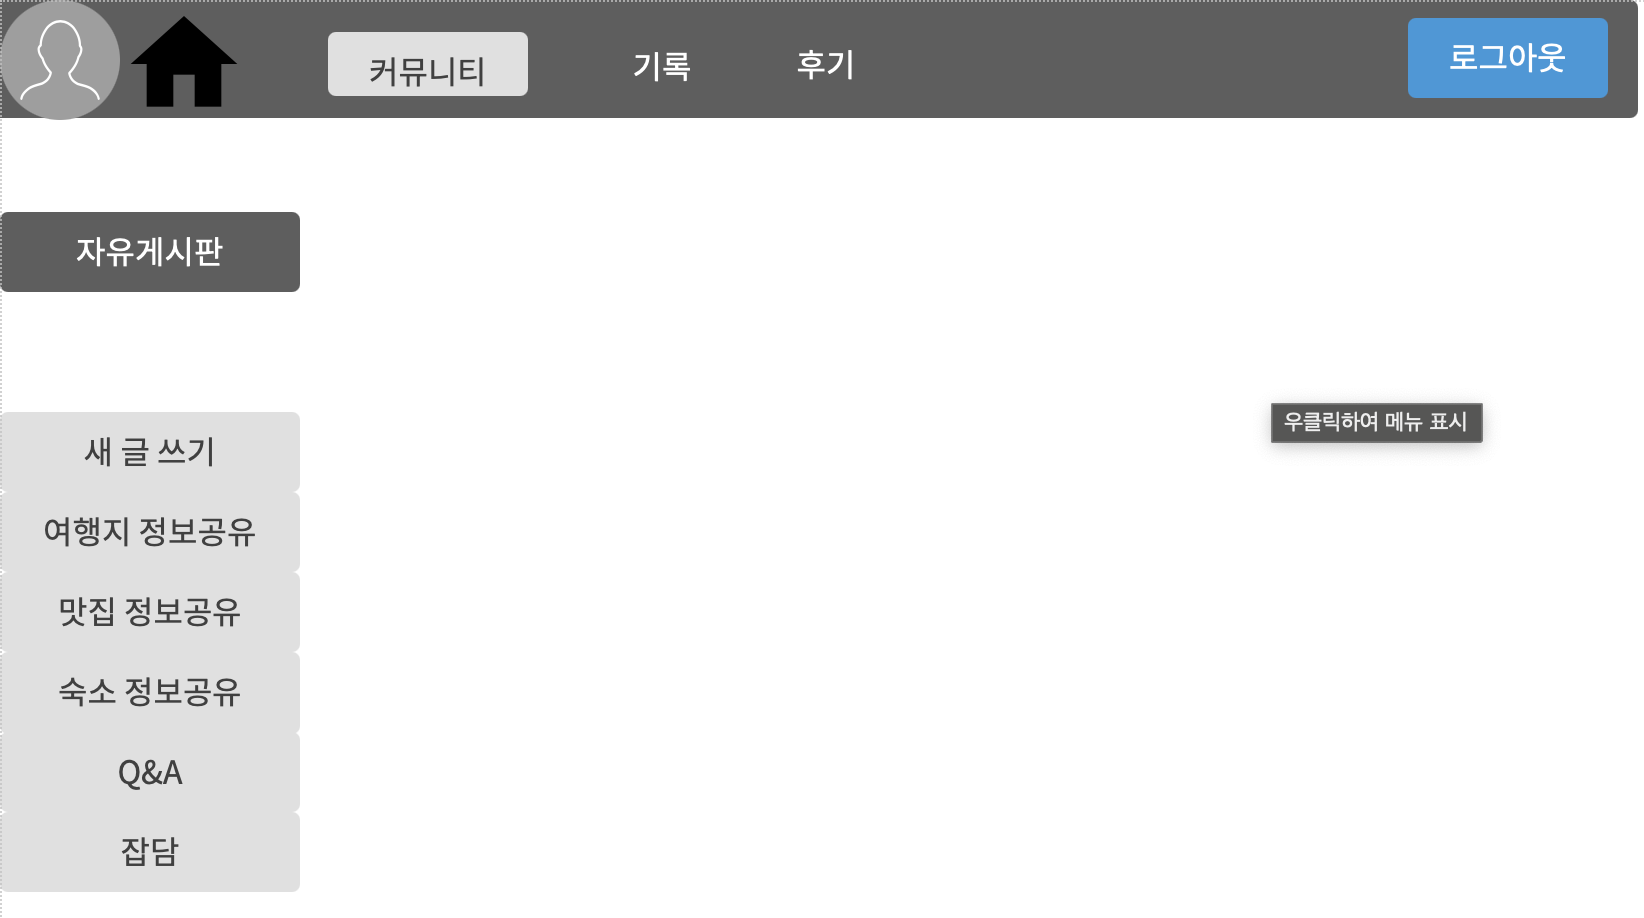 커뮤니티
기록
후기
로그아웃
자유게시판
우클릭하여 메뉴 표시
새 글 쓰기
여행지 정보공유
맛집 정보공유
숙소 정보공유
Q&A
잡담